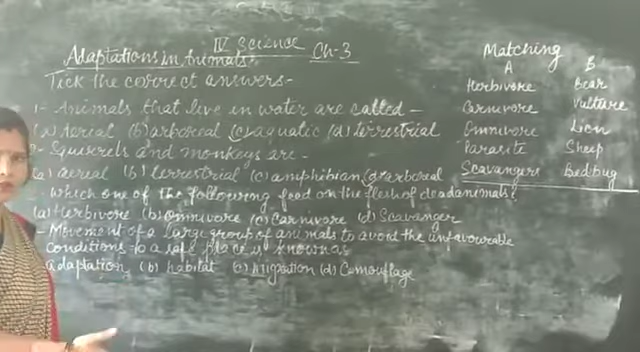 IV Science Ch-3
Adaptations in Animals-
Tick the correct answers-
1- Animals that live in water are called-
(a) Aerial (b) arboreal (c) aquatic (d) terrestrial
2- Squirrels and monkeys are-
(a) aerial (b) terrestrial (c) amphibian (d) arboreal
- which one of the following feed on the flesh of dead animals?
(a) Herbivore (b) omnivore (c) Carnivore (d) Scavenger
- Movement of a large group of animals to avoid the unfavourable
conditions to a safe place is known as
adaptation (b) habitat (c) migration (d) Camouflage
Matching
A B
Herbivore Bear
Carnivore Vulture
Omnivore Lion
Parasite Sheep
Scavengers Bedbug